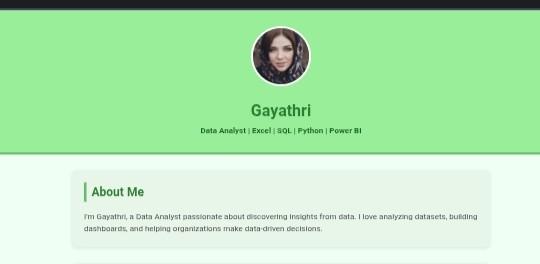 Gayathri
Data Analyst | Excel | SQL | Python | Power BI
About Me
I'm Gayathri, a Data Analyst passionate about discovering insights from data. I love analyzing datasets, building
dashboards, and helping organizations make data-driven decisions.